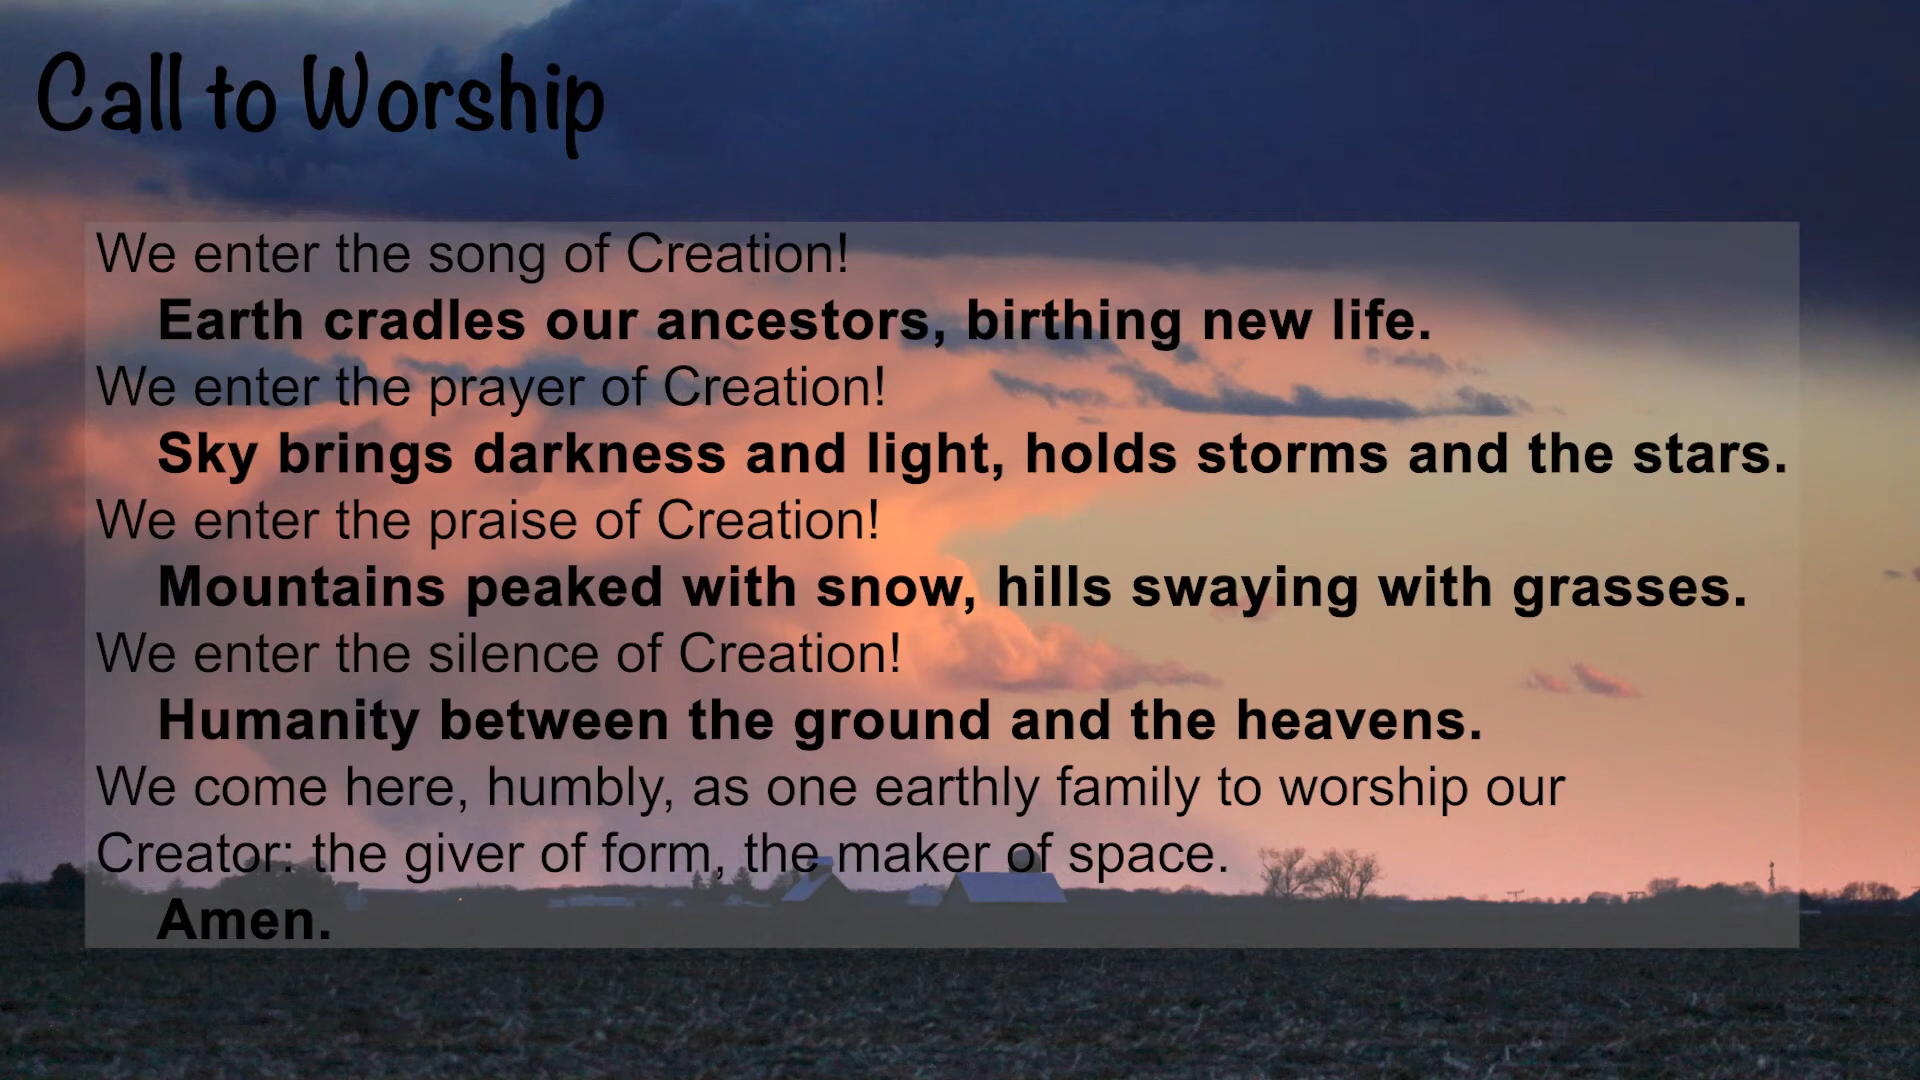 Call to Worship
We enter the song of Creation!
Earth cradles our ancestors, birthing new life.
We enter the prayer of Creation!
Sky brings darkness and light, holds storms and the stars.
We enter the praise of Creation!
Mountains peaked with snow, hills swaying with grasses.
We enter the silence of Creation!
Humanity between the ground and the heavens.
We come here, humbly, as one earthly family to worship our
Creator: the giver of form, the maker of space.
Amen.